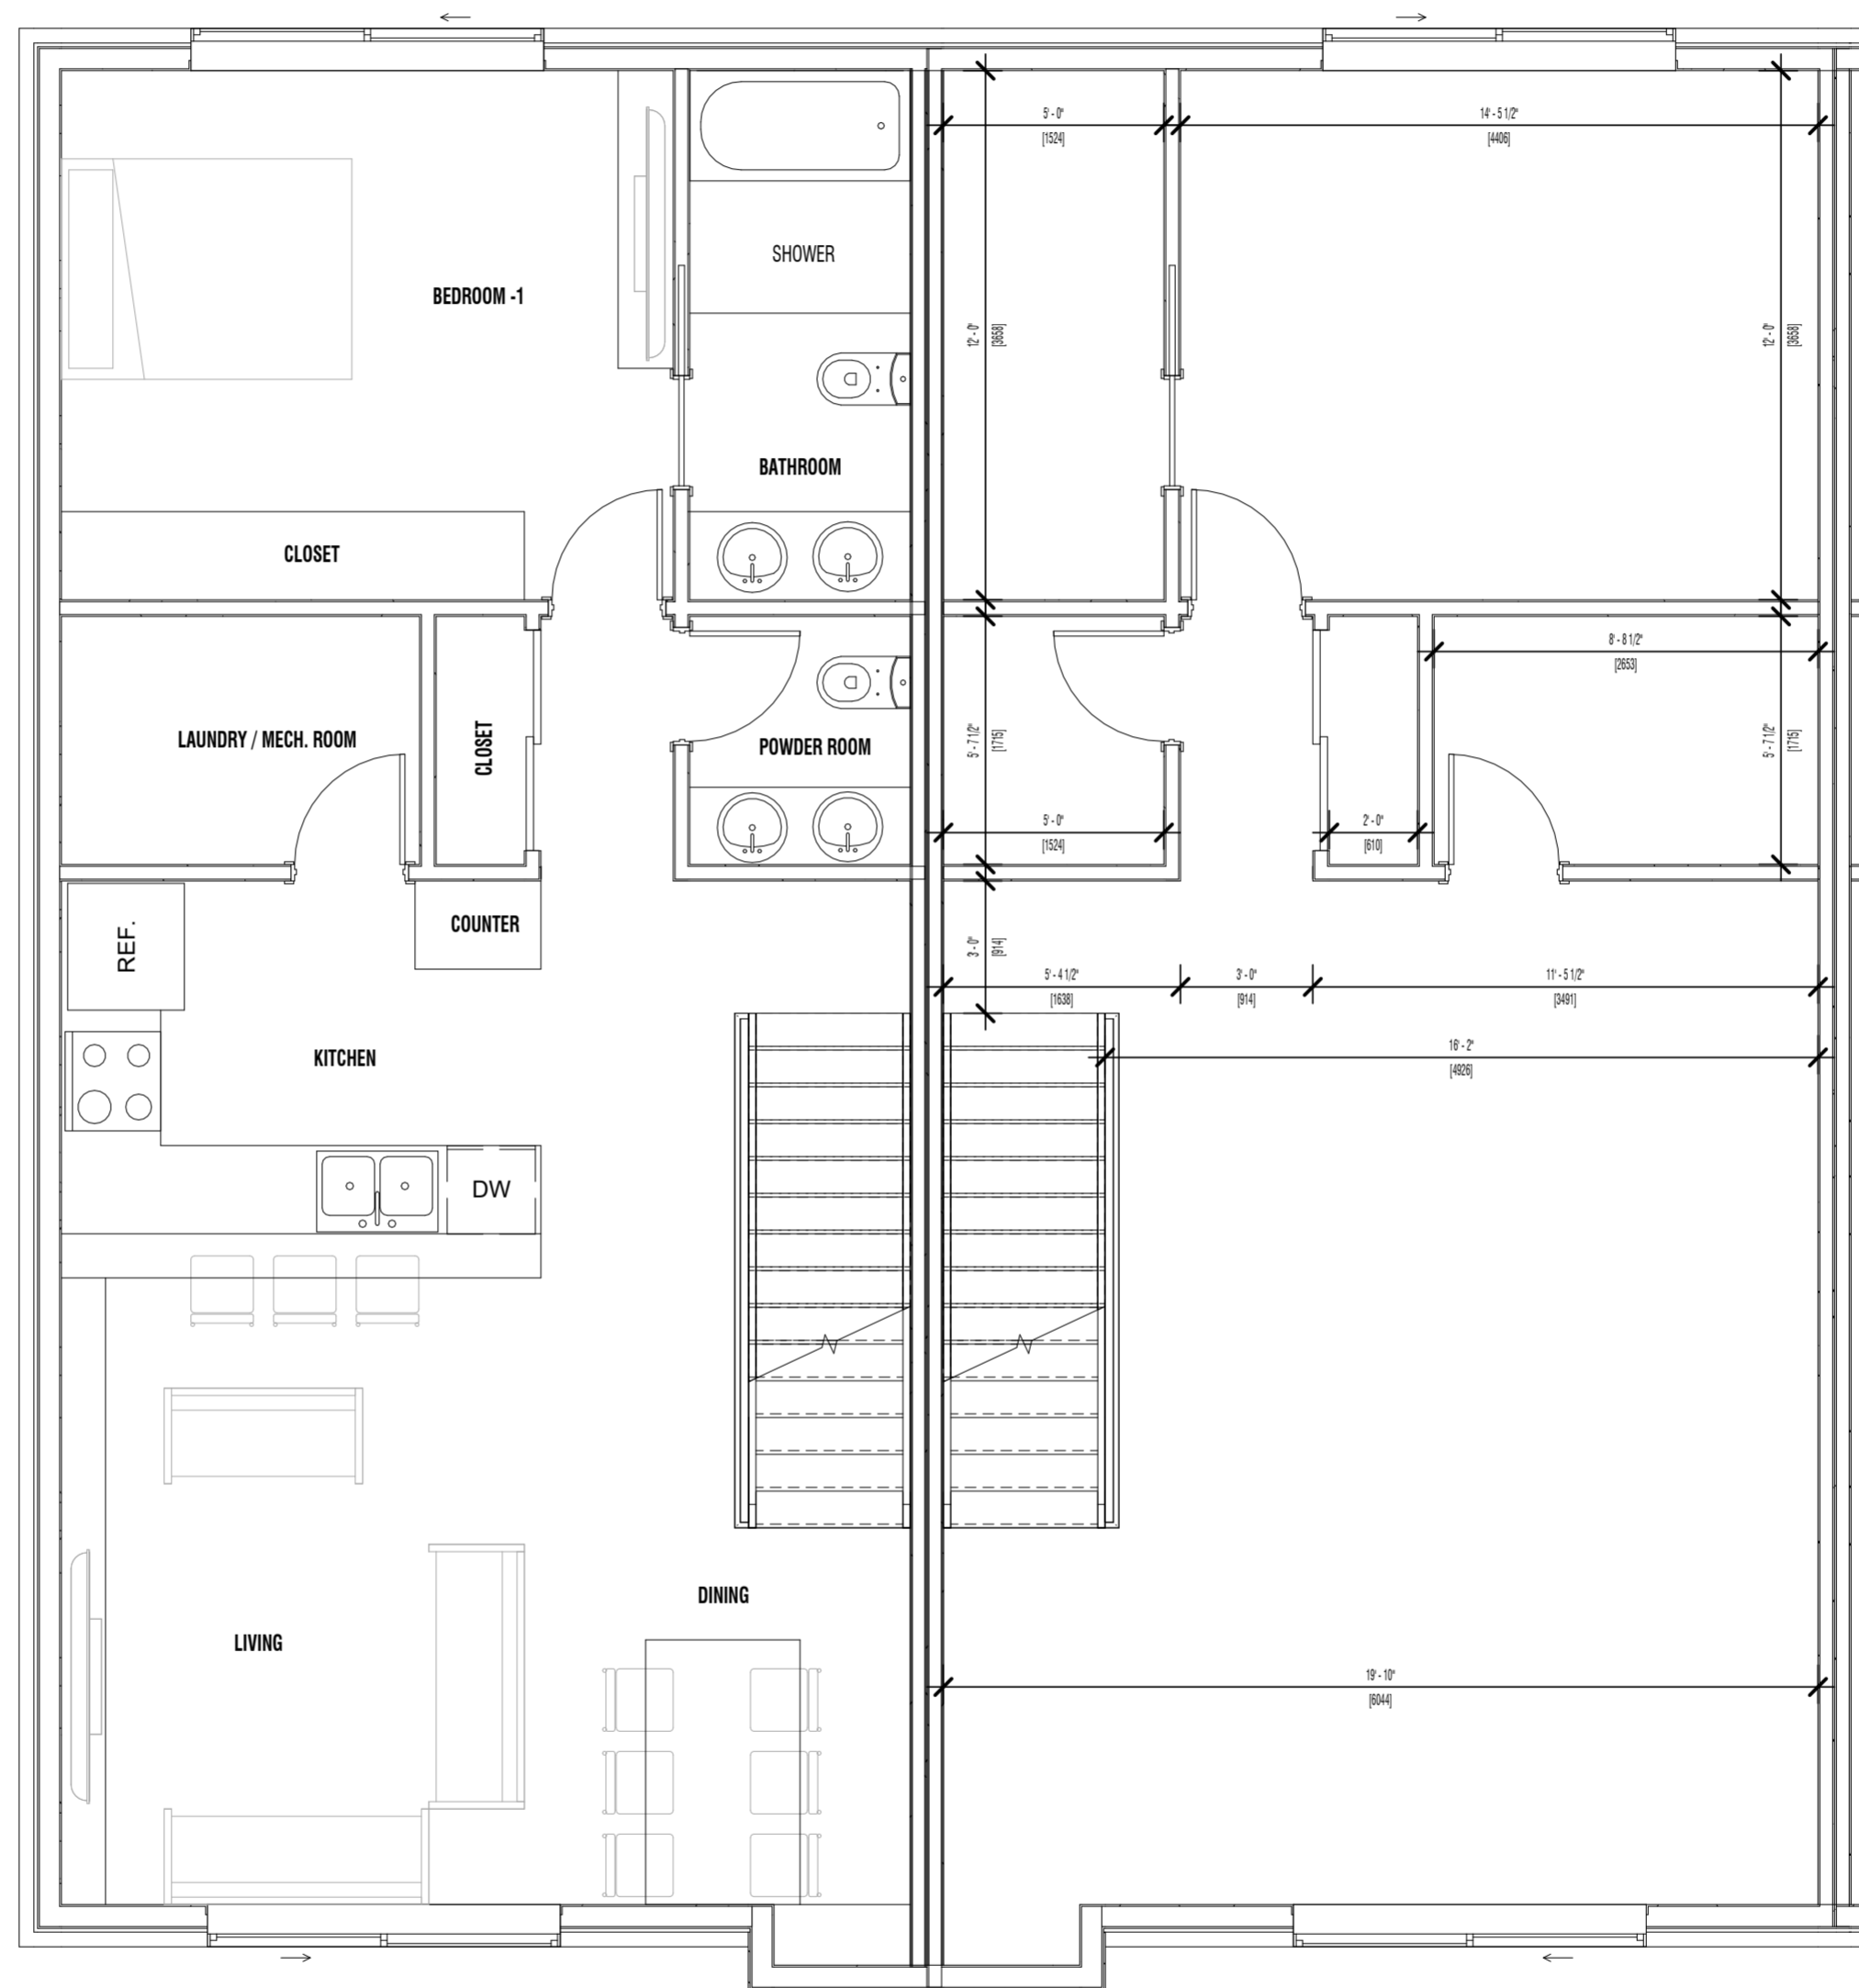 5' - 0"
[1524]
14' - 5 1/2"
[4406]
SHOWER
BEDROOM -1
12' - 0"
[3658]
12' - 0"
[3658]
BATHROOM
CLOSET
8' - 8 1/2"
[2653]
LAUNDRY / MECH. ROOM
CLOSET
POWDER ROOM
5' - 7 1/2"
[1715]
5' - 7 1/2"
[1715]
5' - 0"
[1524]
2' - 0"
[610]
REF.
COUNTER
3' - 0"
[914]
5' - 4 1/2"
[1638]
3' - 0"
[914]
11' - 5 1/2"
[3491]
KITCHEN
16' - 2"
[4926]
DW
DINING
LIVING
19' - 10"
[6044]